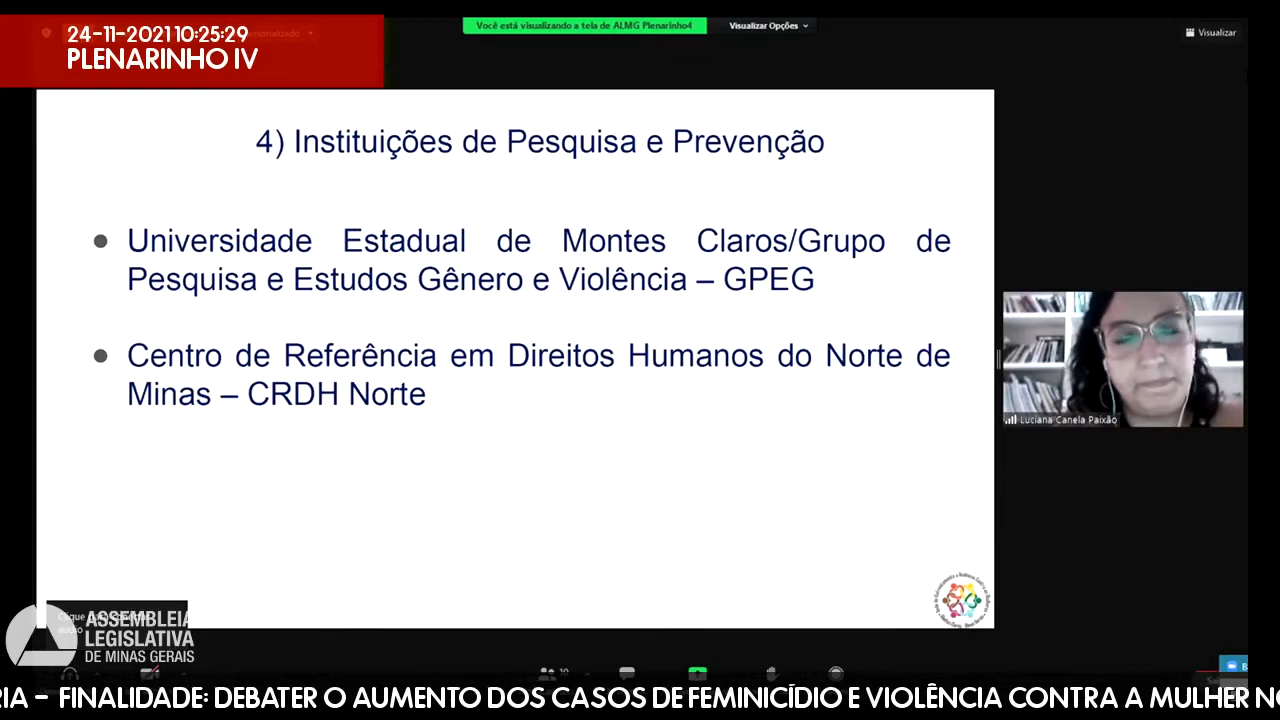 24-11-2021 10:25:29
PLENARINHO IV
Você está visualizando a tela de ALMG Plenarinho4
Visualizar Opções
Visualizar
4) Instituições de Pesquisa e Prevenção
● Universidade Estadual de Montes Claros/Grupo de
Pesquisa e Estudos Gênero e Violência – GPEG
● Centro de Referência em Direitos Humanos do Norte de
Minas – CRDH Norte
Luciana Canela Paixão
ASSEMBLEIA
LEGISLATIVA
DE MINAS GERAIS
RIA – FINALIDADE: DEBATER O AUMENTO DOS CASOS DE FEMINICÍDIO E VIOLÊNCIA CONTRA A MULHER NO